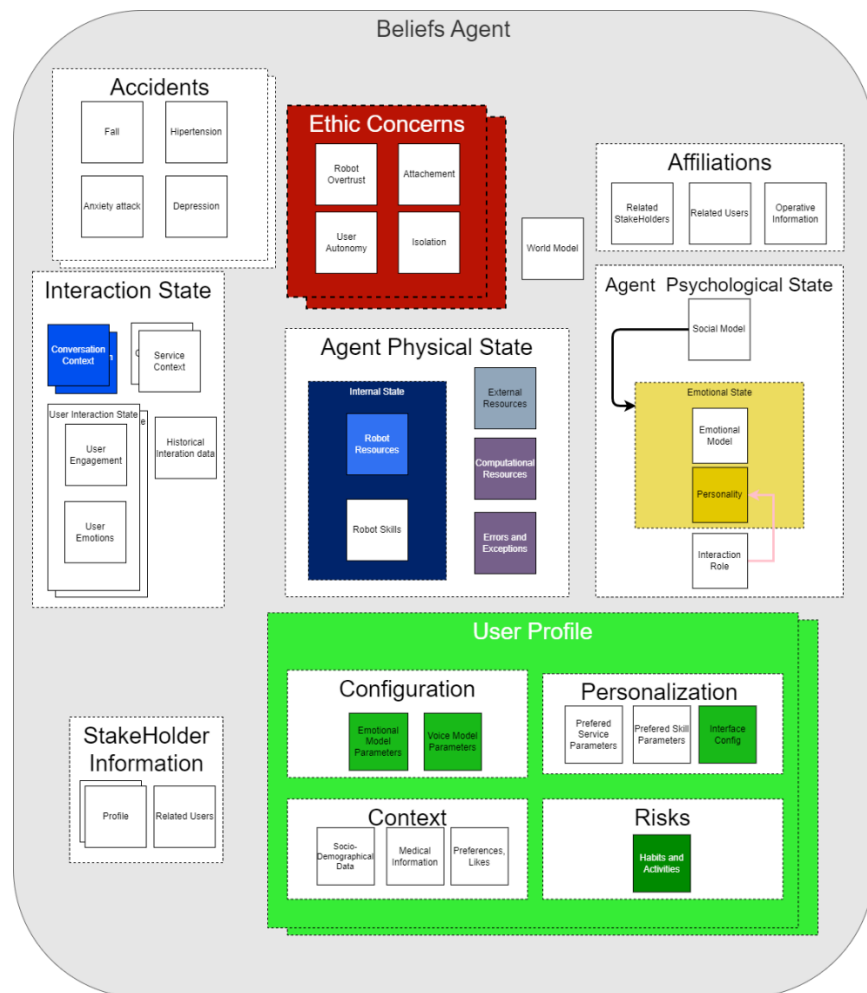 Beliefs Agent
Accidents
Fall
Hipertension
Anxiety attack
Depression
Ethic Concerns
Robot
Overtrust
Attachement
User
Autonomy
Isolation
World Model
Affiliations
Related
StakeHolders
Related Users
Operative
Information
Interaction State
Conversation
Context
Service
Context
User Interaction State
User
Engagement
User
Emotions
Historical
Interation data
Agent Physical State
Internal State
Robot
Resources
Robot Skills
External
Resources
Computational
Resources
Errors and
Exceptions
Agent Psychological State
Social Model
Emotional State
Emotional
Model
Personality
Interaction
Role
User Profile
Configuration
Emotional
Model
Parameters
Voice Model
Parameters
Personalization
Prefered
Service
Parameters
Prefered Skill
Parameters
Interface
Config
Context
Socio-
Demographical
Data
Medical
Information
Preferences,
Likes
Risks
Habits and
Activities
StakeHolder
Information
Profile
Related Users